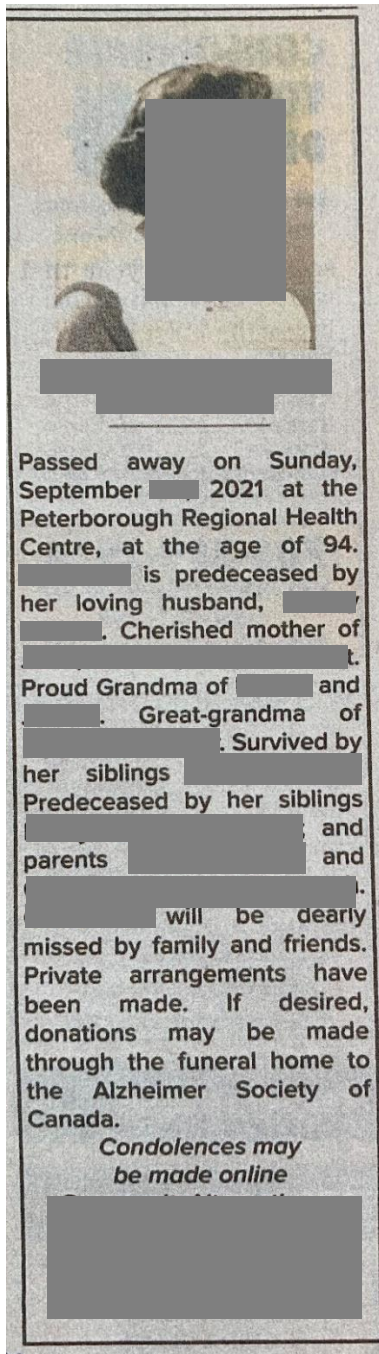 Passed away on Sunday,
September 2021 at the
Peterborough Regional Health
Centre, at the age of 94.
is predeceased by
her loving husband,
. Cherished mother of
t.
Proud Grandma of and
. Great-grandma of
. Survived by
her siblings
Predeceased by her siblings
and
parents and
.
will be dearly
missed by family and friends.
Private arrangements have
been made. If desired,
donations may be made
through the funeral home to
the Alzheimer Society of
Canada.
Condolences may
be made online